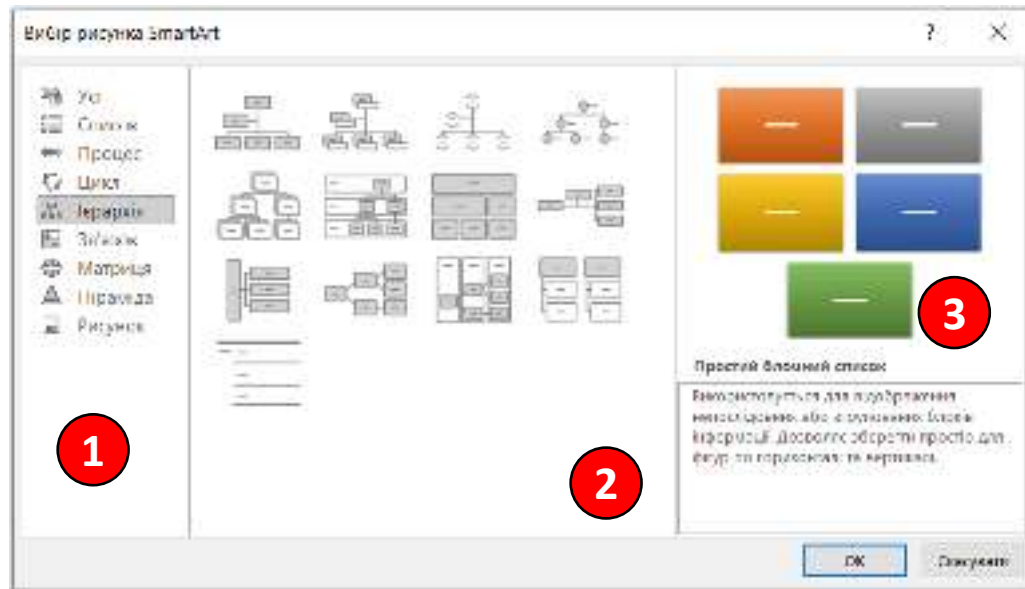 Вибір рисунка SmartArt
?
Усі
Список
Процес
Цикл
Ієрархія
Зв'язок
Матриця
Піраміда
Рисунок
1
2
3
Простий блочний список
Використовується для відображення
непослідовних або згрупованих блоків
інформації. Дозволяє зберегти простір для
фігур по горизонталі та вертикалі.
OK
Скасувати